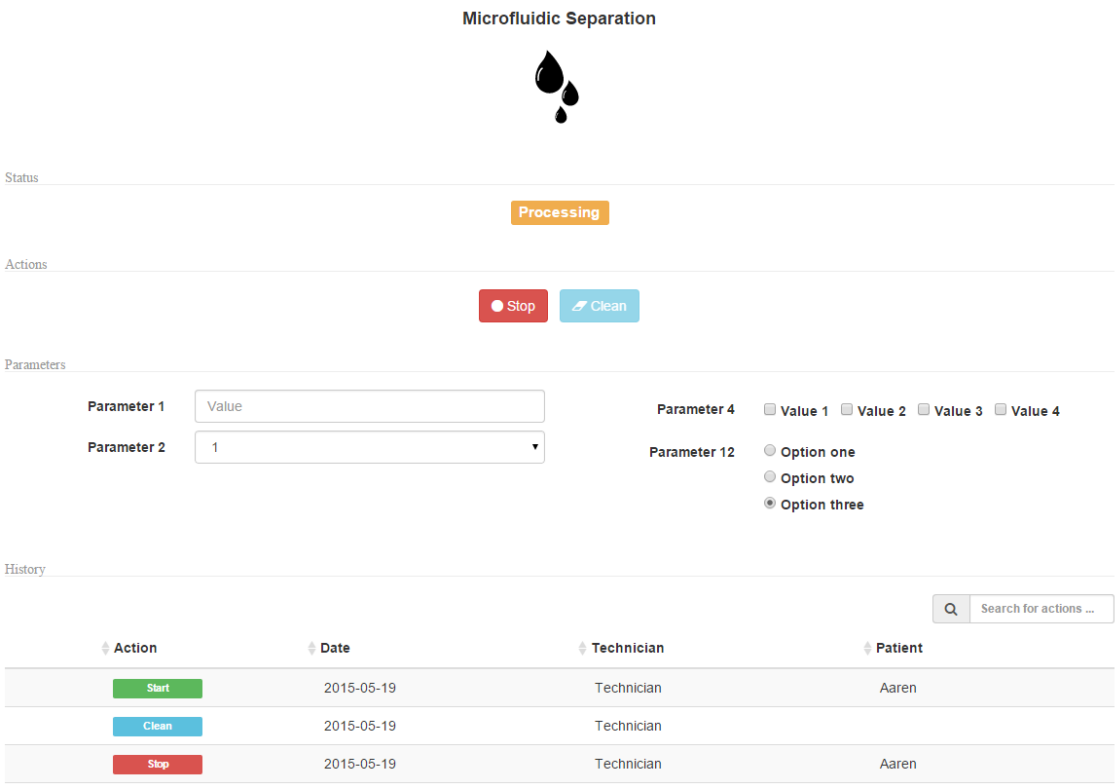 Microfluidic Separation
Status
Processing
Actions
Stop Clean
Parameters
Parameter 1 Value
Parameter 2 1
Parameter 4 Value 1 Value 2 Value 3 Value 4
Parameter 12 Option one
Option two
Option three
History
Search for actions ...
Action Date Technician Patient
Start 2015-05-19 Technician Aaren
Clean 2015-05-19 Technician
Stop 2015-05-19 Technician Aaren